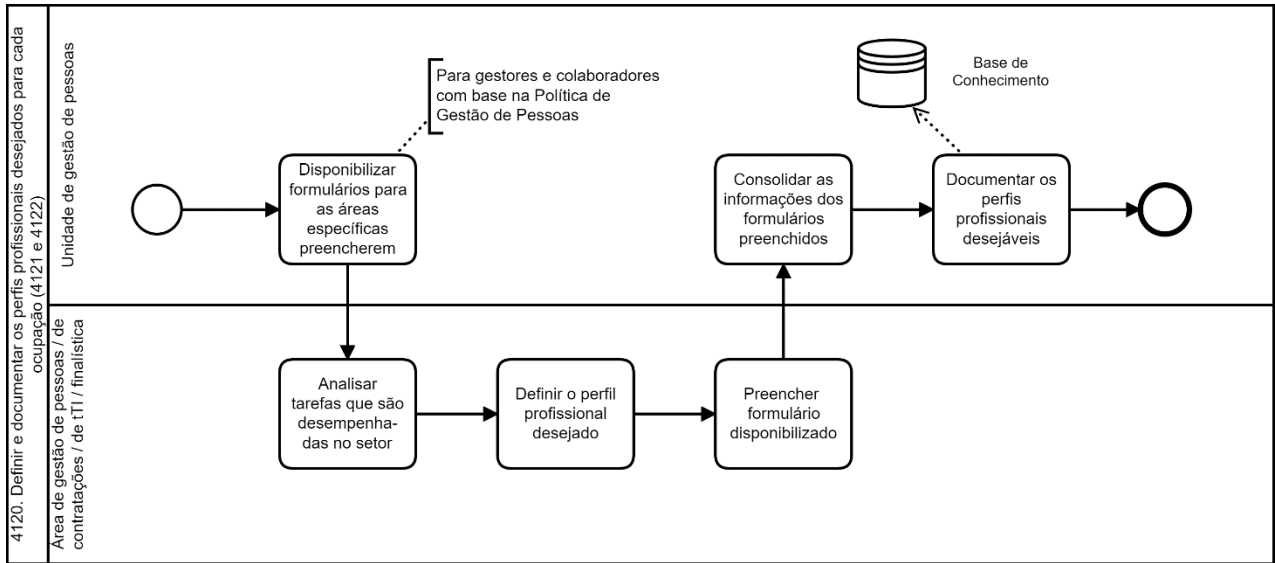 4120. Definir e documentar os perfis profissionais desejados para cada
ocupação (4121 e 4122)
Unidade de gestão de pessoas
Para gestores e colaboradores
com base na Política de
Gestão de Pessoas
Base de
Conhecimento
Disponibilizar
formulários para
as áreas
específicas
preencherem
Consolidar as
informações dos
formulários
preenchidos
Documentar os
perfis
profissionais
desejáveis
Área de gestão de pessoas / de
contratações / de tTI / finalística
Analisar
tarefas que são
desempenha-
das no setor
Definir o perfil
profissional
desejado
Preencher
formulário
disponibilizado